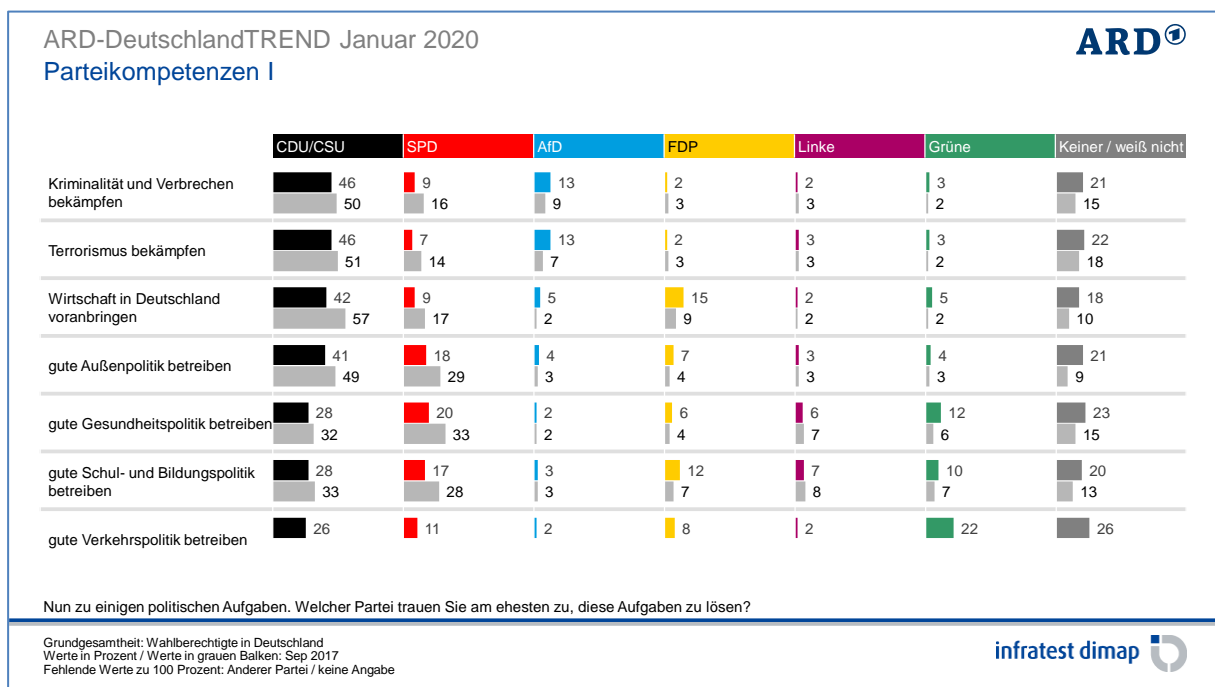 ARD-DeutschlandTREND Januar 2020
Parteikompetenzen I
ARD
CDU/CSU SPD AfD FDP Linke Grüne Keiner / weiß nicht
Kriminalität und Verbrechen
bekämpfen
46 9 13 2 2 3 21
50 16 9 3 3 2 15
Terrorismus bekämpfen
46 7 13 2 3 3 22
51 14 7 3 3 2 18
Wirtschaft in Deutschland
voranbringen
42 9 5 15 2 5 18
57 17 2 9 2 2 10
gute Außenpolitik betreiben
41 18 4 7 3 4 21
49 29 3 4 3 3 9
gute Gesundheitspolitik betreiben
28 20 2 6 6 12 23
32 33 2 4 7 6 15
gute Schul- und Bildungspolitik
betreiben
28 17 3 12 7 10 20
33 28 3 7 8 7 13
gute Verkehrspolitik betreiben
26 11 2 8 2 22 26
Nun zu einigen politischen Aufgaben. Welcher Partei trauen Sie am ehesten zu, diese Aufgaben zu lösen?
Grundgesamtheit: Wahlberechtigte in Deutschland
Werte in Prozent / Werte in grauen Balken: Sep 2017
Fehlende Werte zu 100 Prozent: Anderer Partei / keine Angabe
infratest dimap